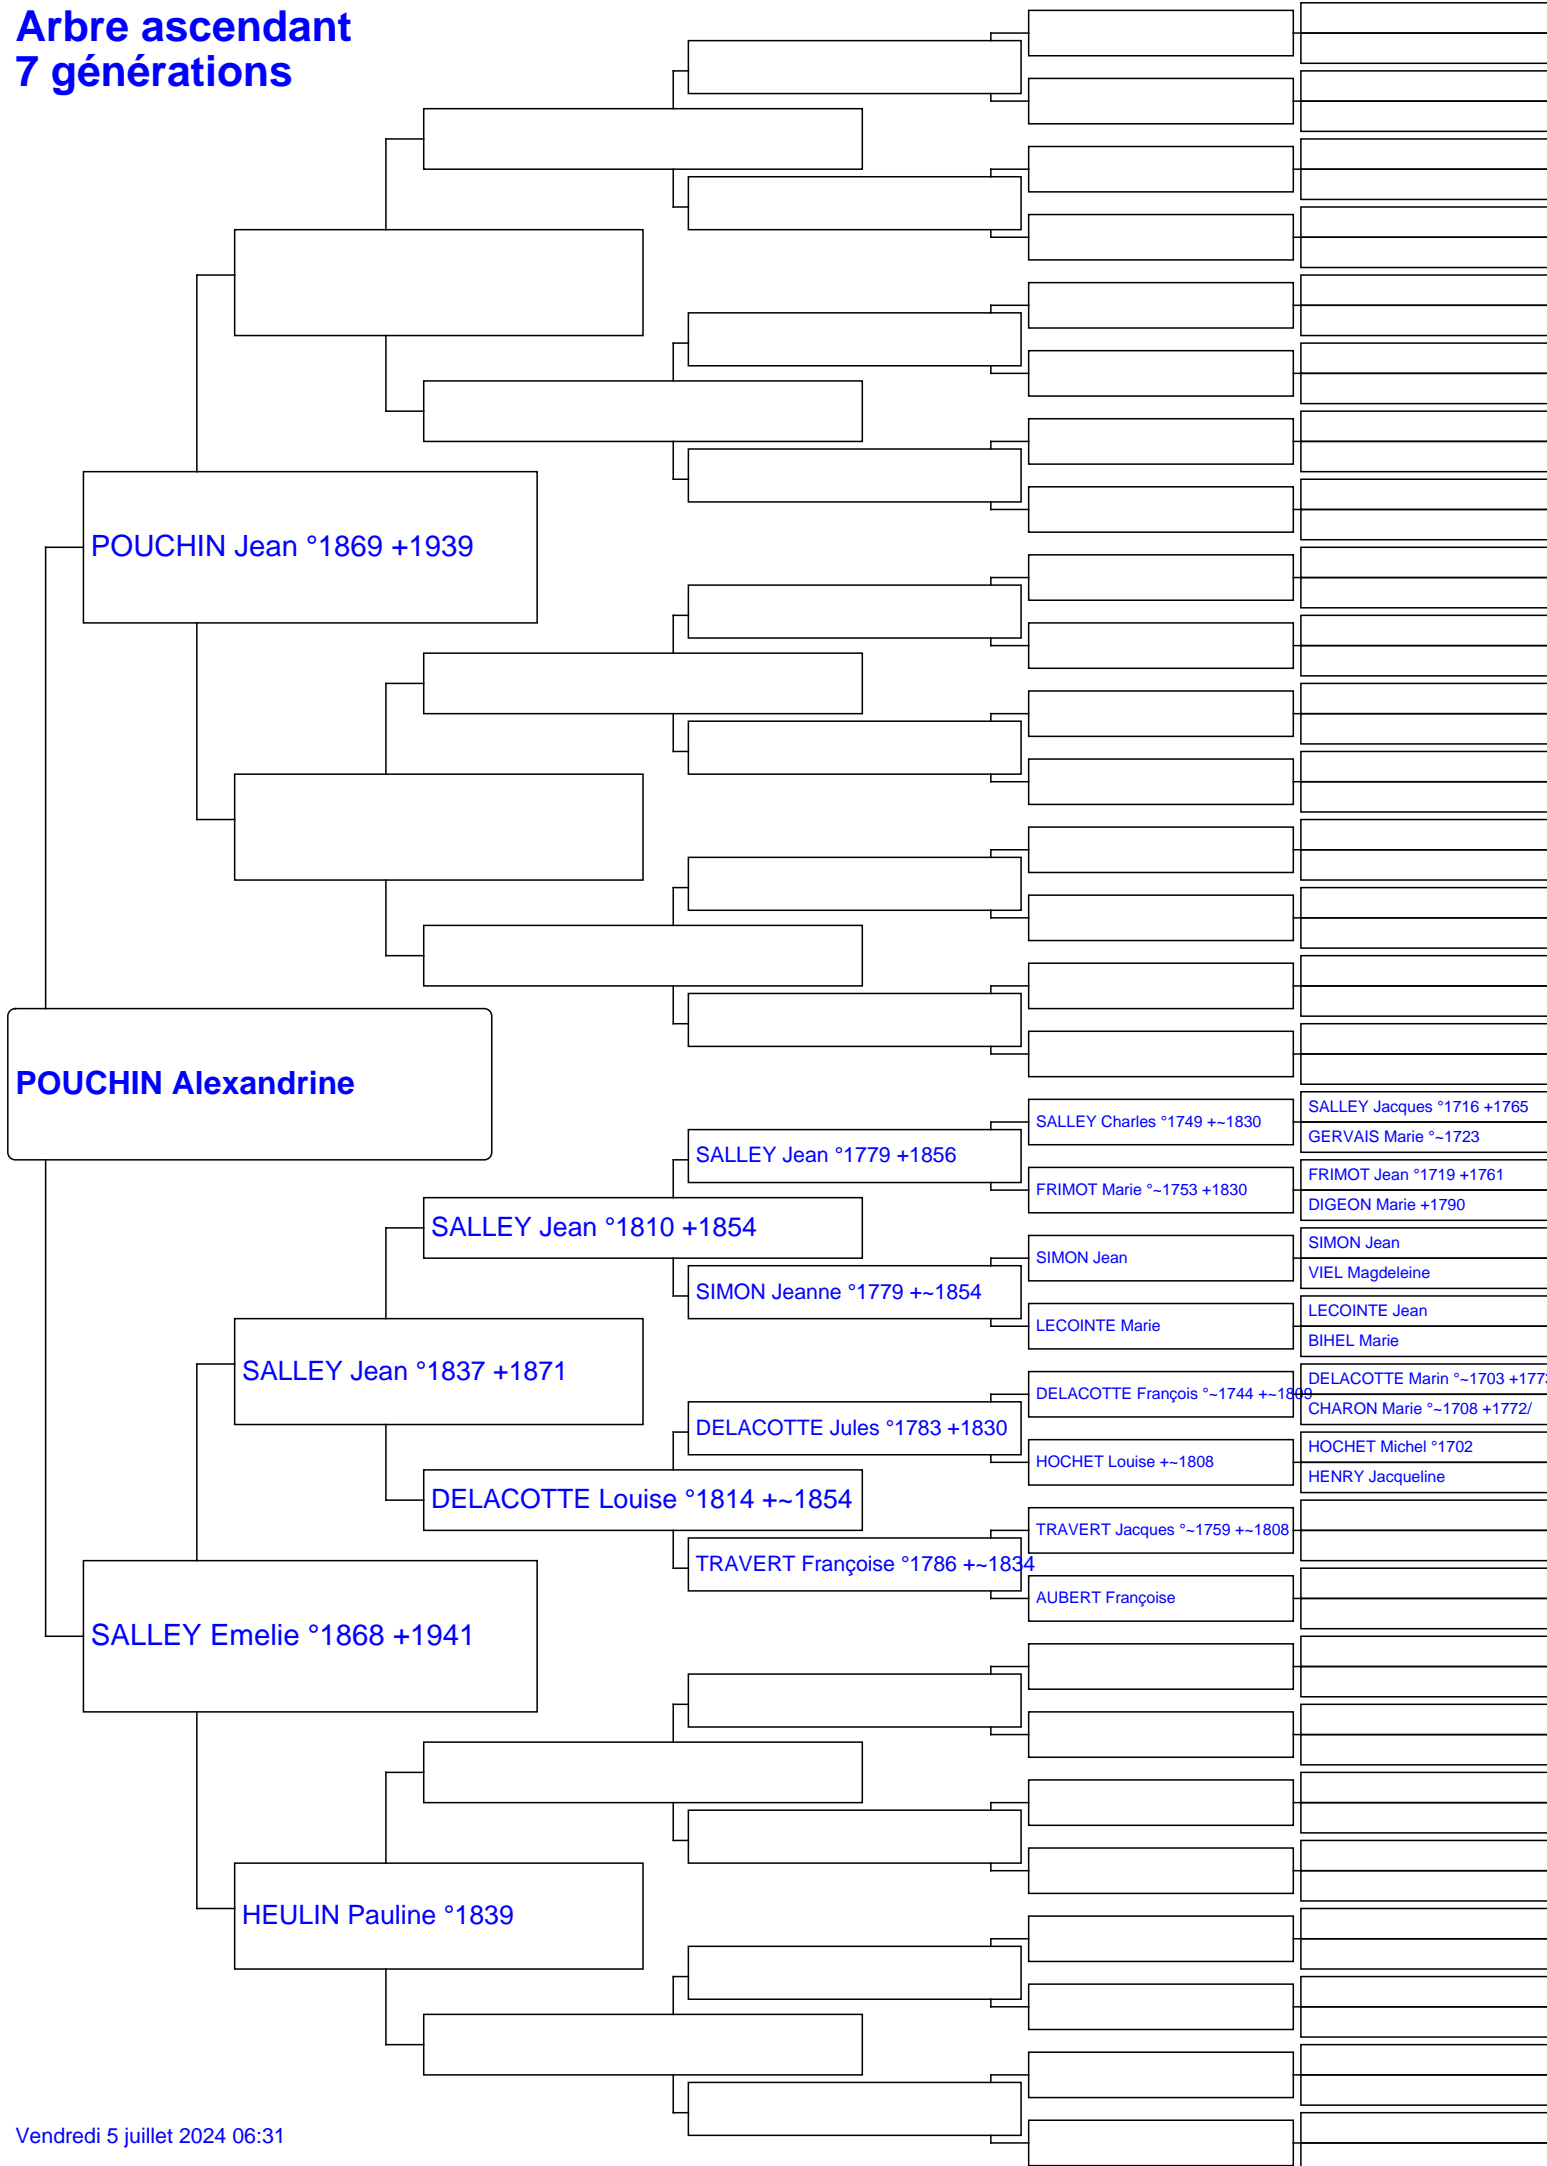 Arbre ascendant
7 générations
POUCHIN Jean °1869 +1939
POUCHIN Alexandrine
SALLEY Charles °1749 +~1830
SALLEY Jacques °1716 +1765
GERVAIS Marie °~1723
SALLEY Jean °1779 +1856
FRIMOT Marie °~1753 +1830
FRIMOT Jean °1719 +1761
DIGEON Marie +1790
SALLEY Jean °1810 +1854
SIMON Jean
SIMON Jean
VIEL Magdeleine
SIMON Jeanne °1779 +~1854
LECOINTE Marie
LECOINTE Jean
BIHEL Marie
SALLEY Jean °1837 +1871
DELACOTTE François °~1744 +~1809
DELACOTTE Marin °~1703 +1773
CHARON Marie °~1708 +1772/
DELACOTTE Jules °1783 +1830
HOCHET Louise +~1808
HOCHET Michel °1702
HENRY Jacqueline
DELACOTTE Louise °1814 +~1854
TRAVERT Jacques °~1759 +~1808
TRAVERT Françoise °1786 +~1834
AUBERT Françoise
SALLEY Emelie °1868 +1941
HEULIN Pauline °1839
Vendredi 5 juillet 2024 06:31